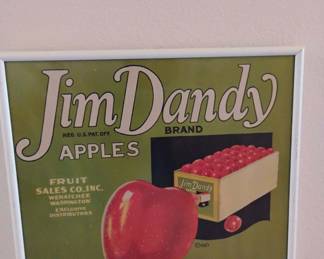 Jim Dandy
REG. U.S. PAT. OFF.
BRAND
APPLES
FRUIT
SALES CO., INC.
WENATCHEE
WASHINGTON
EXCLUSIVE
DISTRIBUTORS
Jim Dandy